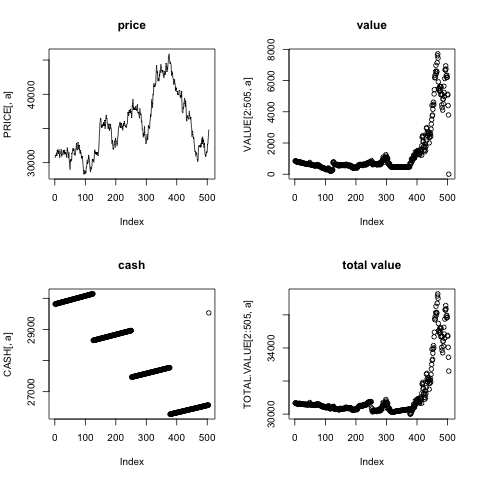 price
PRICE[, a]
30000
40000
0 100 200 300 400 500
Index
value
VALUE[2:505, a]
0
2000
4000
6000
8000
0 100 200 300 400 500
Index
cash
CASH[, a]
27000
29000
0 100 200 300 400 500
Index
total value
TOTAL.VALUE[2:505, a]
30000
34000
0 100 200 300 400 500
Index